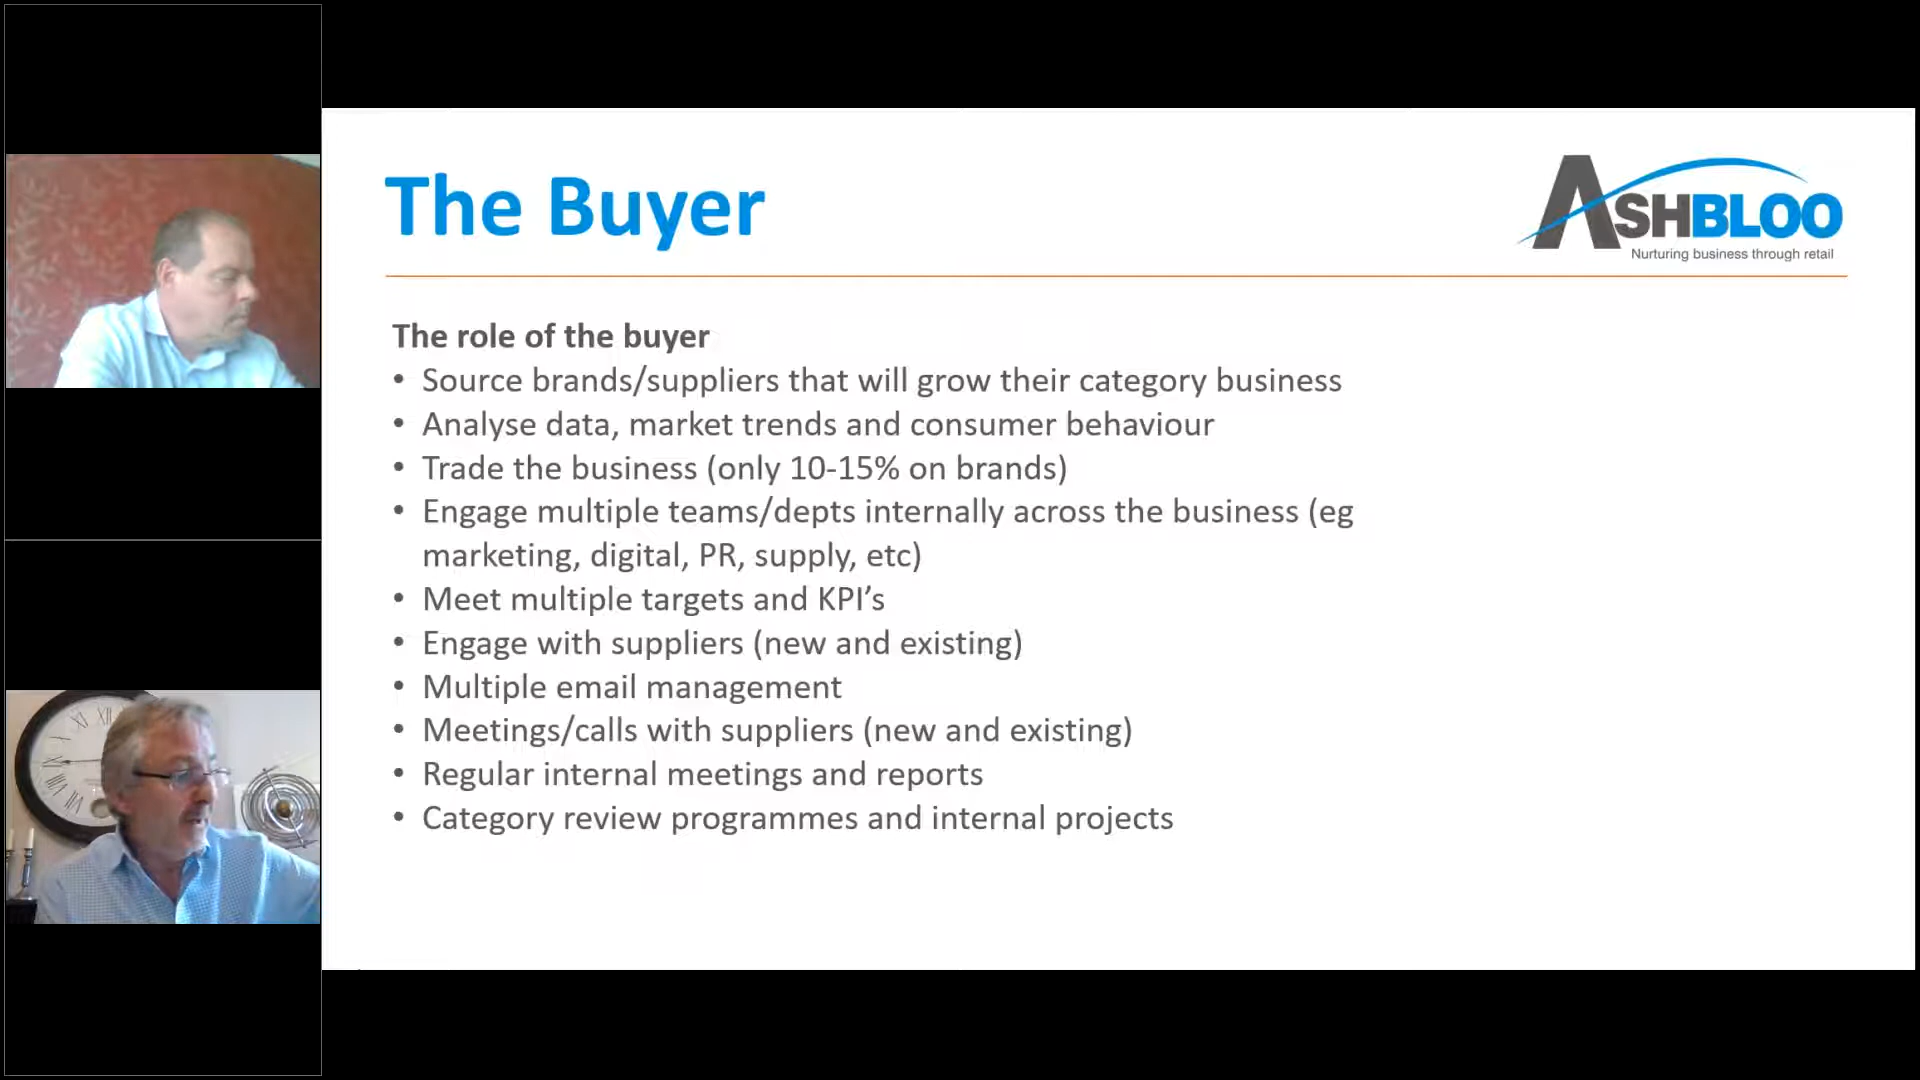 The Buyer
ASHBLOO
Nurturing business through retail
The role of the buyer
• Source brands/suppliers that will grow their category business
• Analyse data, market trends and consumer behaviour
• Trade the business (only 10-15% on brands)
• Engage multiple teams/depts internally across the business (eg
marketing, digital, PR, supply, etc)
• Meet multiple targets and KPI’s
• Engage with suppliers (new and existing)
• Multiple email management
• Meetings/calls with suppliers (new and existing)
• Regular internal meetings and reports
• Category review programmes and internal projects